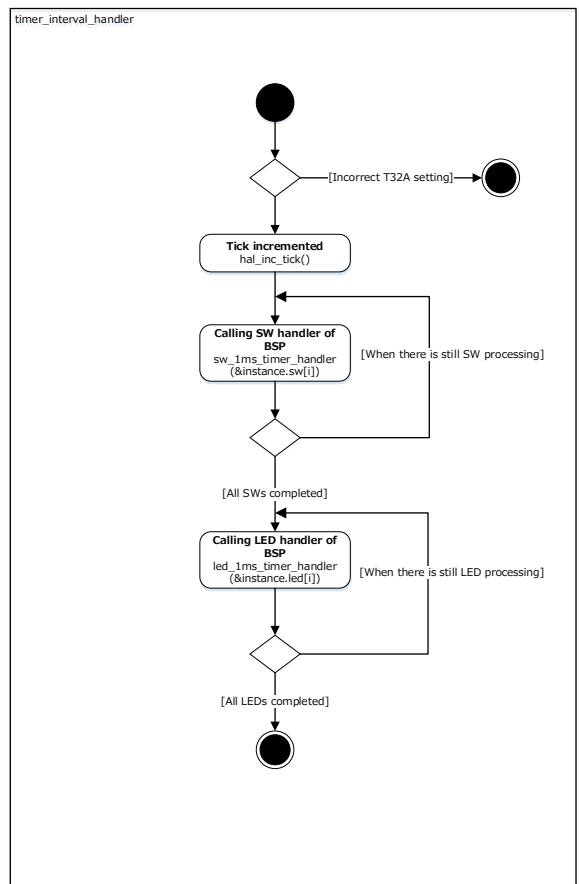 timer_interval_handler
[Incorrect T32A setting]
Tick incremented
hal_inc_tick()
Calling SW handler of
BSP
sw_1ms_timer_handler
(&instance.sw[i])
[When there is still SW processing]
[All SWs completed]
Calling LED handler of
BSP
led_1ms_timer_handler
(&instance.led[i])
[When there is still LED processing]
[All LEDs completed]